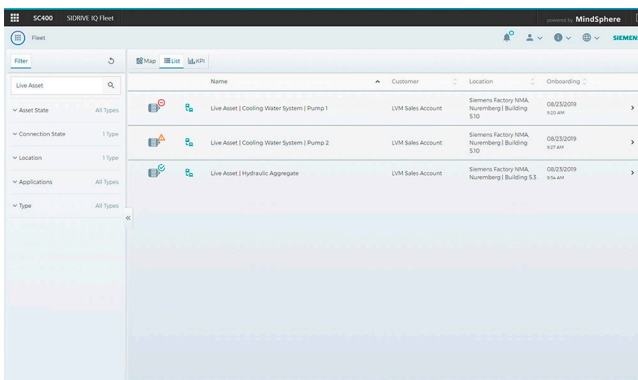 SC400 SIDRIVE IQ Fleet powered by MindSphere
Fleet SIEMENS
Filter Map List KPI
Live Asset
Name Customer Location Onboarding
Asset State All Types
Connection State 1 Type
Location 1 Type
Applications All Types
Type All Types
Live Asset | Cooling Water System | Pump 1 LVM Sales Account
Siemens Factory NMA,
Nuremberg | Building
5.10
08/23/2019
9:20 AM
Live Asset | Cooling Water System | Pump 2 LVM Sales Account
Siemens Factory NMA,
Nuremberg | Building
5.10
08/23/2019
9:27 AM
Live Asset | Hydraulic Aggregate LVM Sales Account
Siemens Factory NMA,
Nuremberg | Building 5.3
08/23/2019
9:54 AM